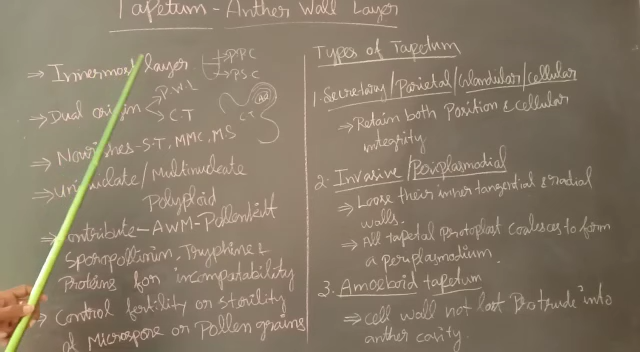 Tapetum - Anther Wall Layer
⇒ Innermost layer
PPC
PSC
⇒ Dual origin
P.W.L
C.T
C.T
⇒ Nourishes - S.T, MMC, MS
⇒ Uninucleate/Multinucleate
Polyploid
⇒ Contribute - AWM - Pollenkitt
Sporopollinin, Tryphine &
Proteins for incompatability
⇒ Control fertility or sterility
of Microspore or Pollen grains
Types of Tapetum
1. Secretary/Parietal/Glandular/cellular
⇒ Retain both Position & cellular
integrity
2. Invasive/Periplasmodial
⇒ Loose their inner tangential & radial
walls.
⇒ All tapetal protoplast coalesces to form
a periplasmodium.
3. Amoeboid tapetum
⇒ cell wall not lost Protrude into
anther cavity.